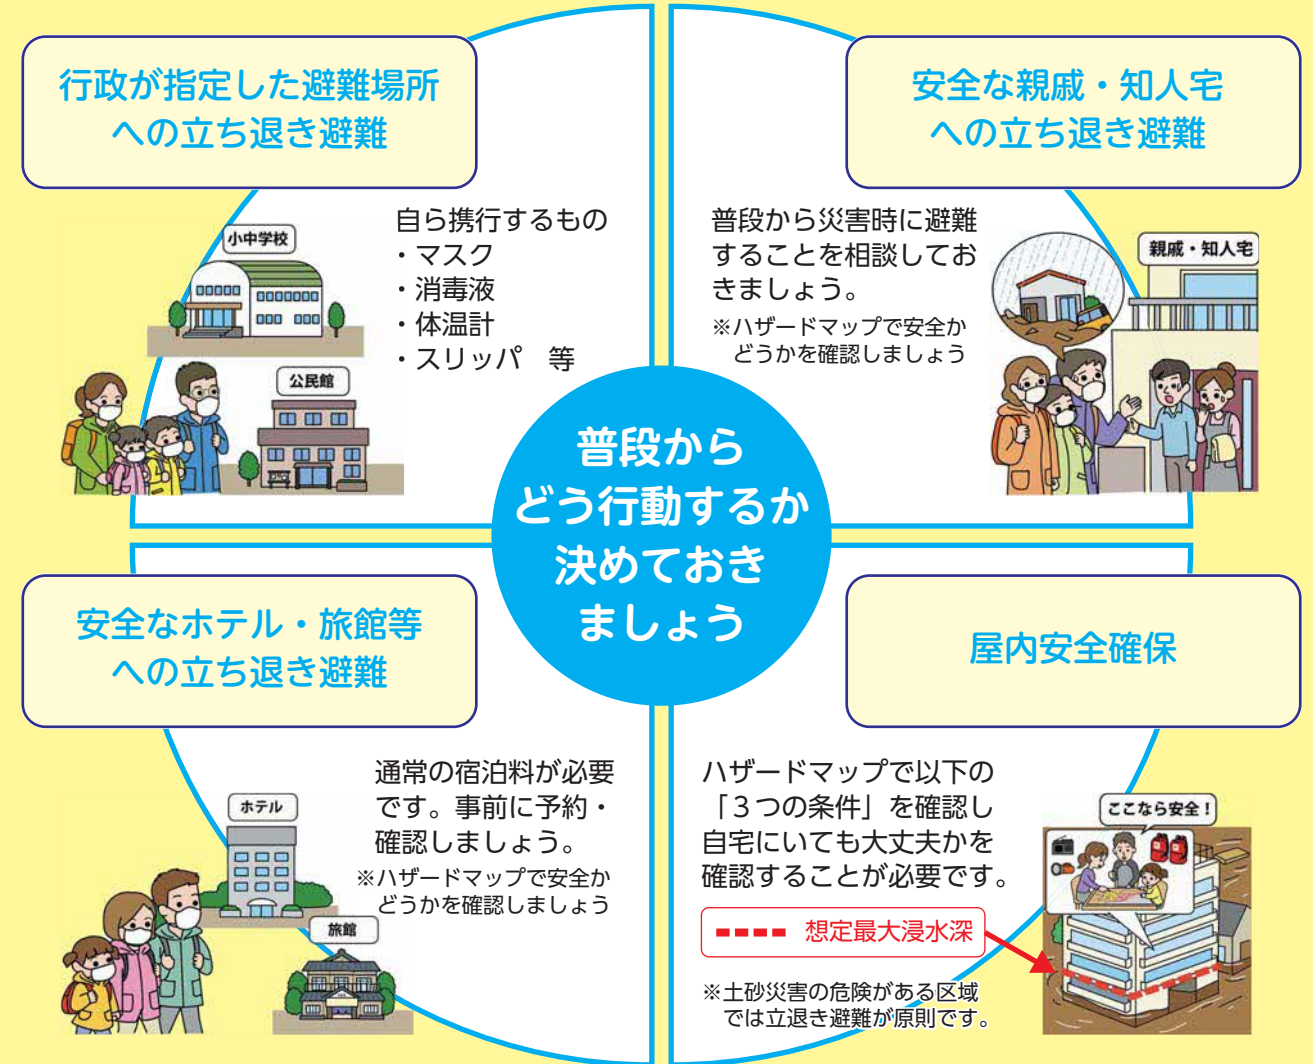 行政が指定した避難場所
への立ち退き避難
自ら携行するもの
・マスク
・消毒液
・体温計
・スリッパ　等
小中学校
公民館
安全な親戚・知人宅
への立ち退き避難
普段から災害時に避難
することを相談してお
きましょう。
※ハザードマップで安全か
どうかを確認しましょう
親戚・知人宅
普段から
どう行動するか
決めておき
ましょう
安全なホテル・旅館等
への立ち退き避難
通常の宿泊料が必要
です。事前に予約・
確認しましょう。
※ハザードマップで安全か
どうかを確認しましょう
ホテル
旅館
屋内安全確保
ハザードマップで以下の
「３つの条件」を確認し
自宅にいても大丈夫かを
確認することが必要です。
想定最大浸水深
※土砂災害の危険がある区域
では立退き避難が原則です。
ここなら安全！